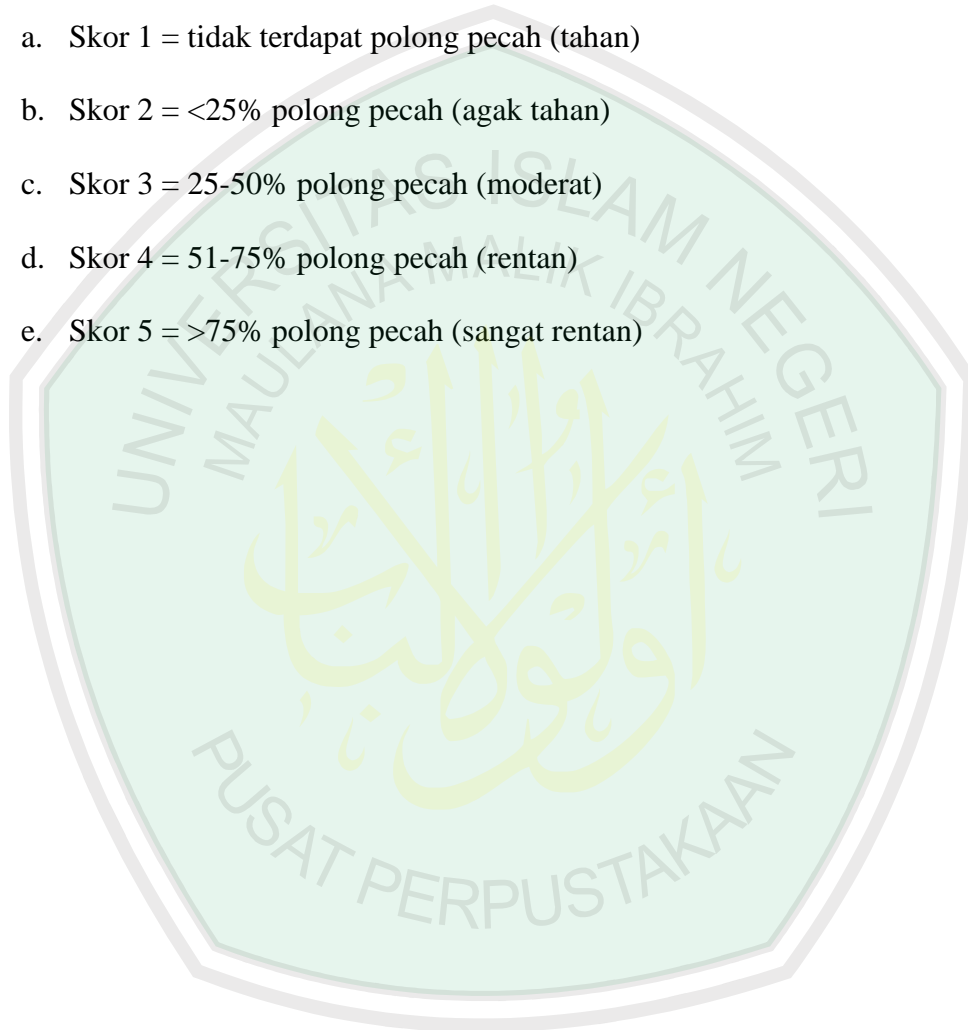 a. Skor 1 = tidak terdapat polong pecah (tahan)
b. Skor 2 = <25% polong pecah (agak tahan)
c. Skor 3 = 25-50% polong pecah (moderat)
d. Skor 4 = 51-75% polong pecah (rentan)
e. Skor 5 = >75% polong pecah (sangat rentan)
UNIVERSITAS ISLAM NEGERI
MAULANA MALIK IBRAHIM
PUSAT PERPUSTAKAAN